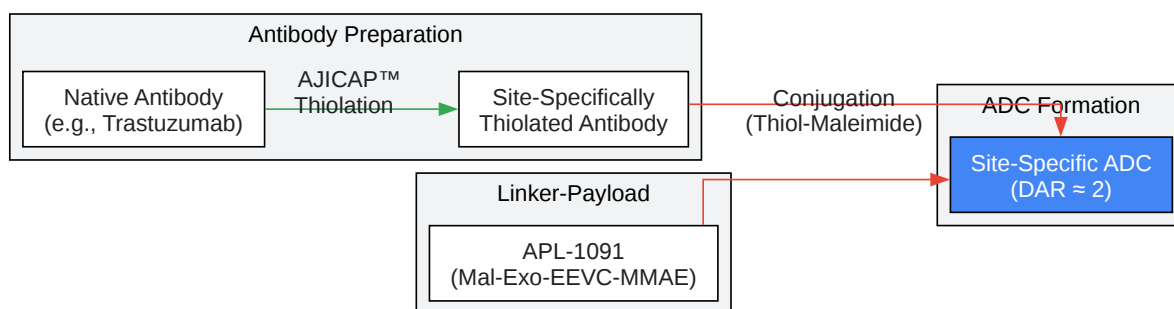 Antibody Preparation
Native Antibody
(e.g., Trastuzumab)
AJICAP™
Thiolation
Site-Specifically
Thiolated Antibody
Conjugation
(Thiol-Maleimide)
ADC Formation
Site-Specific ADC
(DAR ≈ 2)
Linker-Payload
APL-1091
(Mal-Exo-EEVC-MMAE)